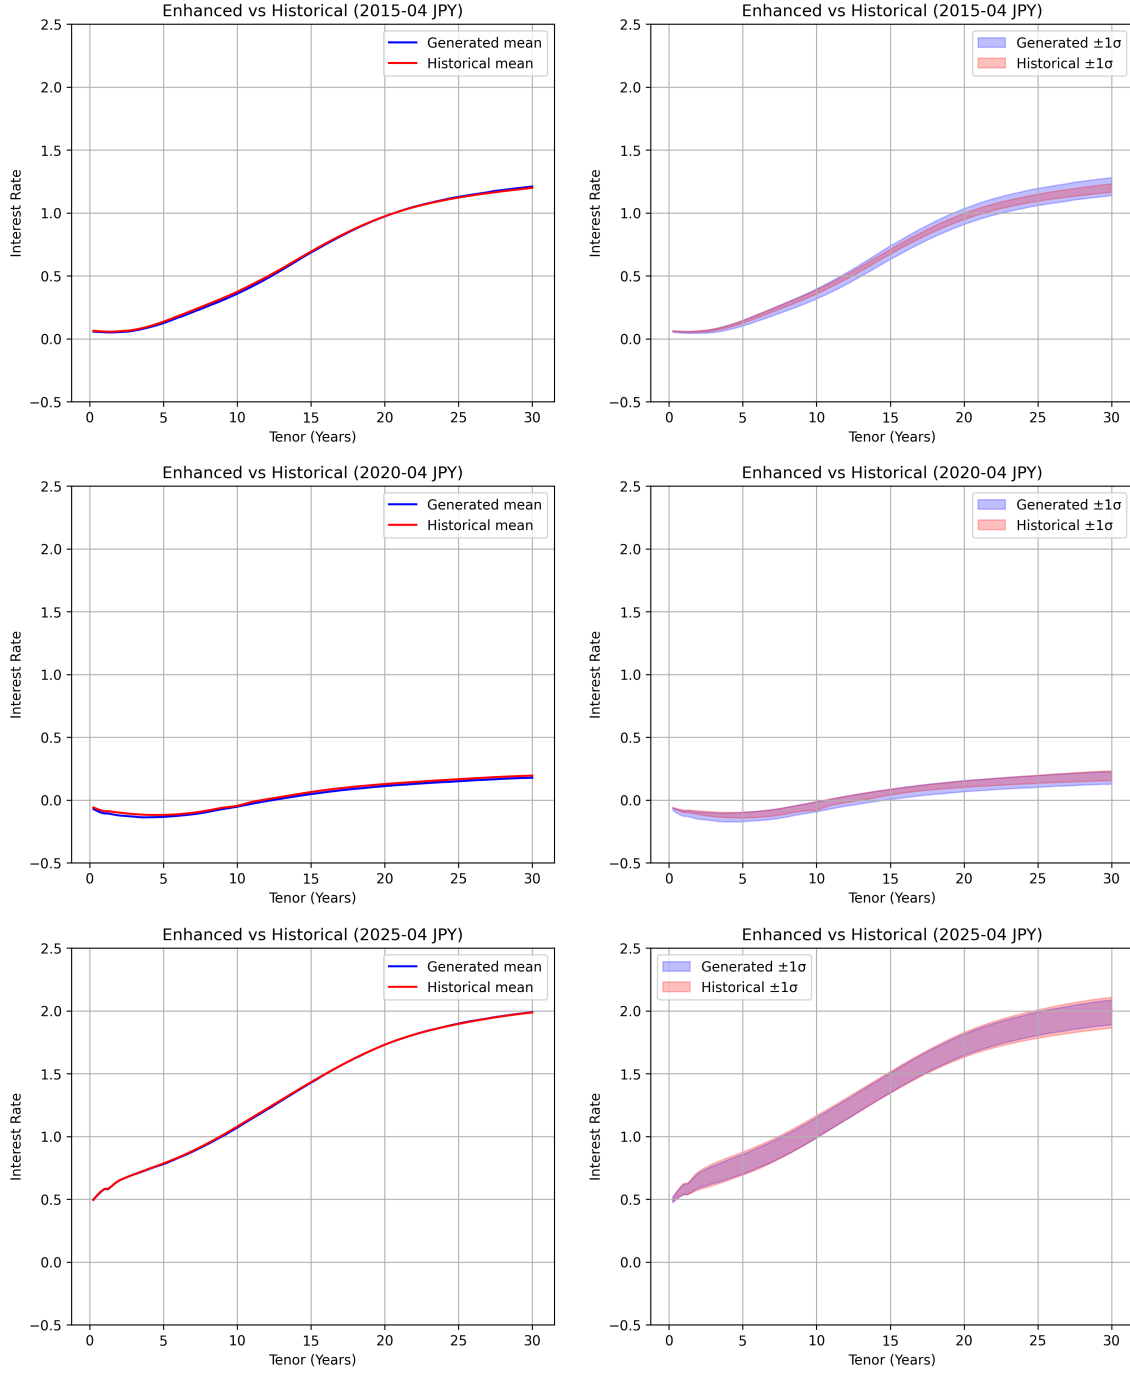 Enhanced vs Historical (2015-04 JPY)
Generated mean
Historical mean
2.5
2.0
1.5
1.0
0.5
0.0
−0.5
Interest Rate
0 5 10 15 20 25 30
Tenor (Years)
Enhanced vs Historical (2015-04 JPY)
Generated ±1σ
Historical ±1σ
2.5
2.0
1.5
1.0
0.5
0.0
−0.5
Interest Rate
0 5 10 15 20 25 30
Tenor (Years)
Enhanced vs Historical (2020-04 JPY)
Generated mean
Historical mean
2.5
2.0
1.5
1.0
0.5
0.0
−0.5
Interest Rate
0 5 10 15 20 25 30
Tenor (Years)
Enhanced vs Historical (2020-04 JPY)
Generated ±1σ
Historical ±1σ
2.5
2.0
1.5
1.0
0.5
0.0
−0.5
Interest Rate
0 5 10 15 20 25 30
Tenor (Years)
Enhanced vs Historical (2025-04 JPY)
Generated mean
Historical mean
2.5
2.0
1.5
1.0
0.5
0.0
−0.5
Interest Rate
0 5 10 15 20 25 30
Tenor (Years)
Enhanced vs Historical (2025-04 JPY)
Generated ±1σ
Historical ±1σ
2.5
2.0
1.5
1.0
0.5
0.0
−0.5
Interest Rate
0 5 10 15 20 25 30
Tenor (Years)